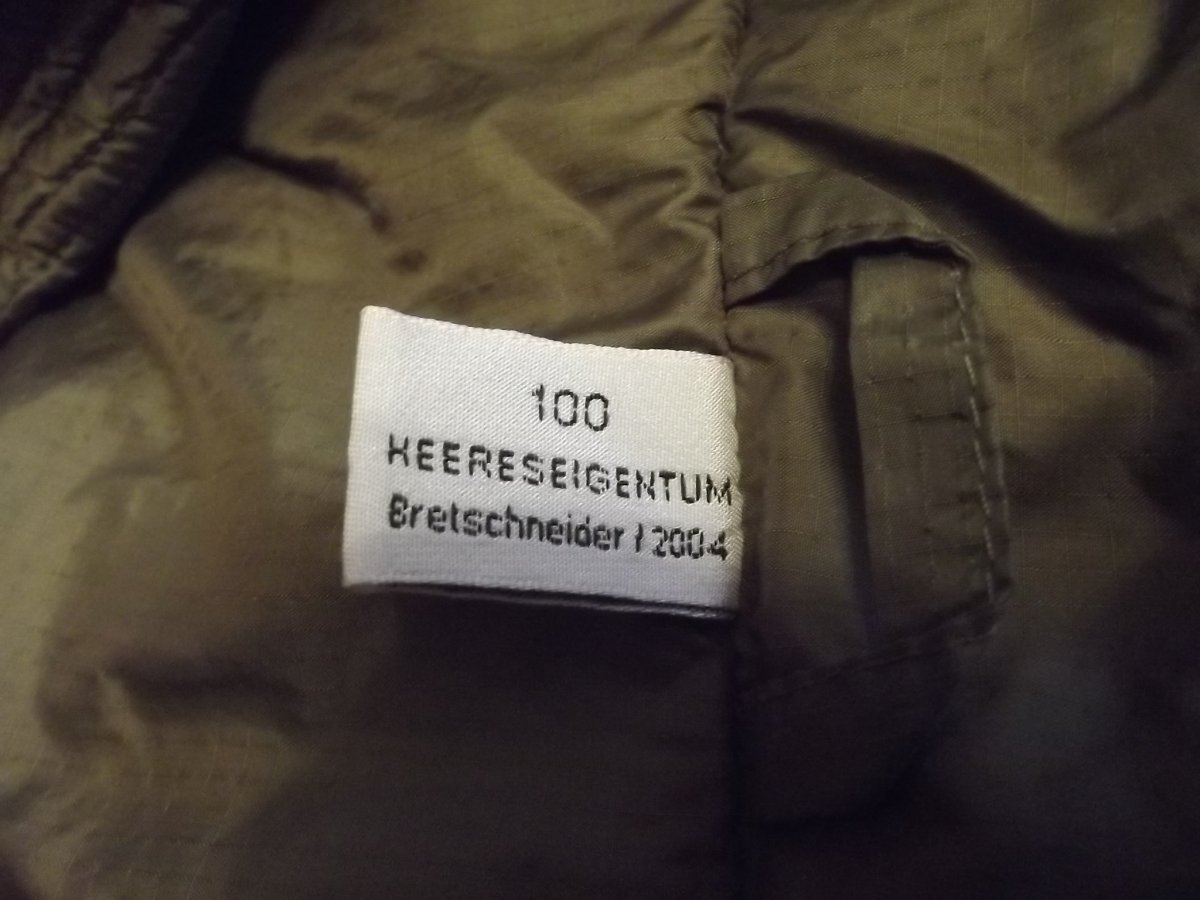 100
HEERESEIGENTUM
Bretschneider / 2004